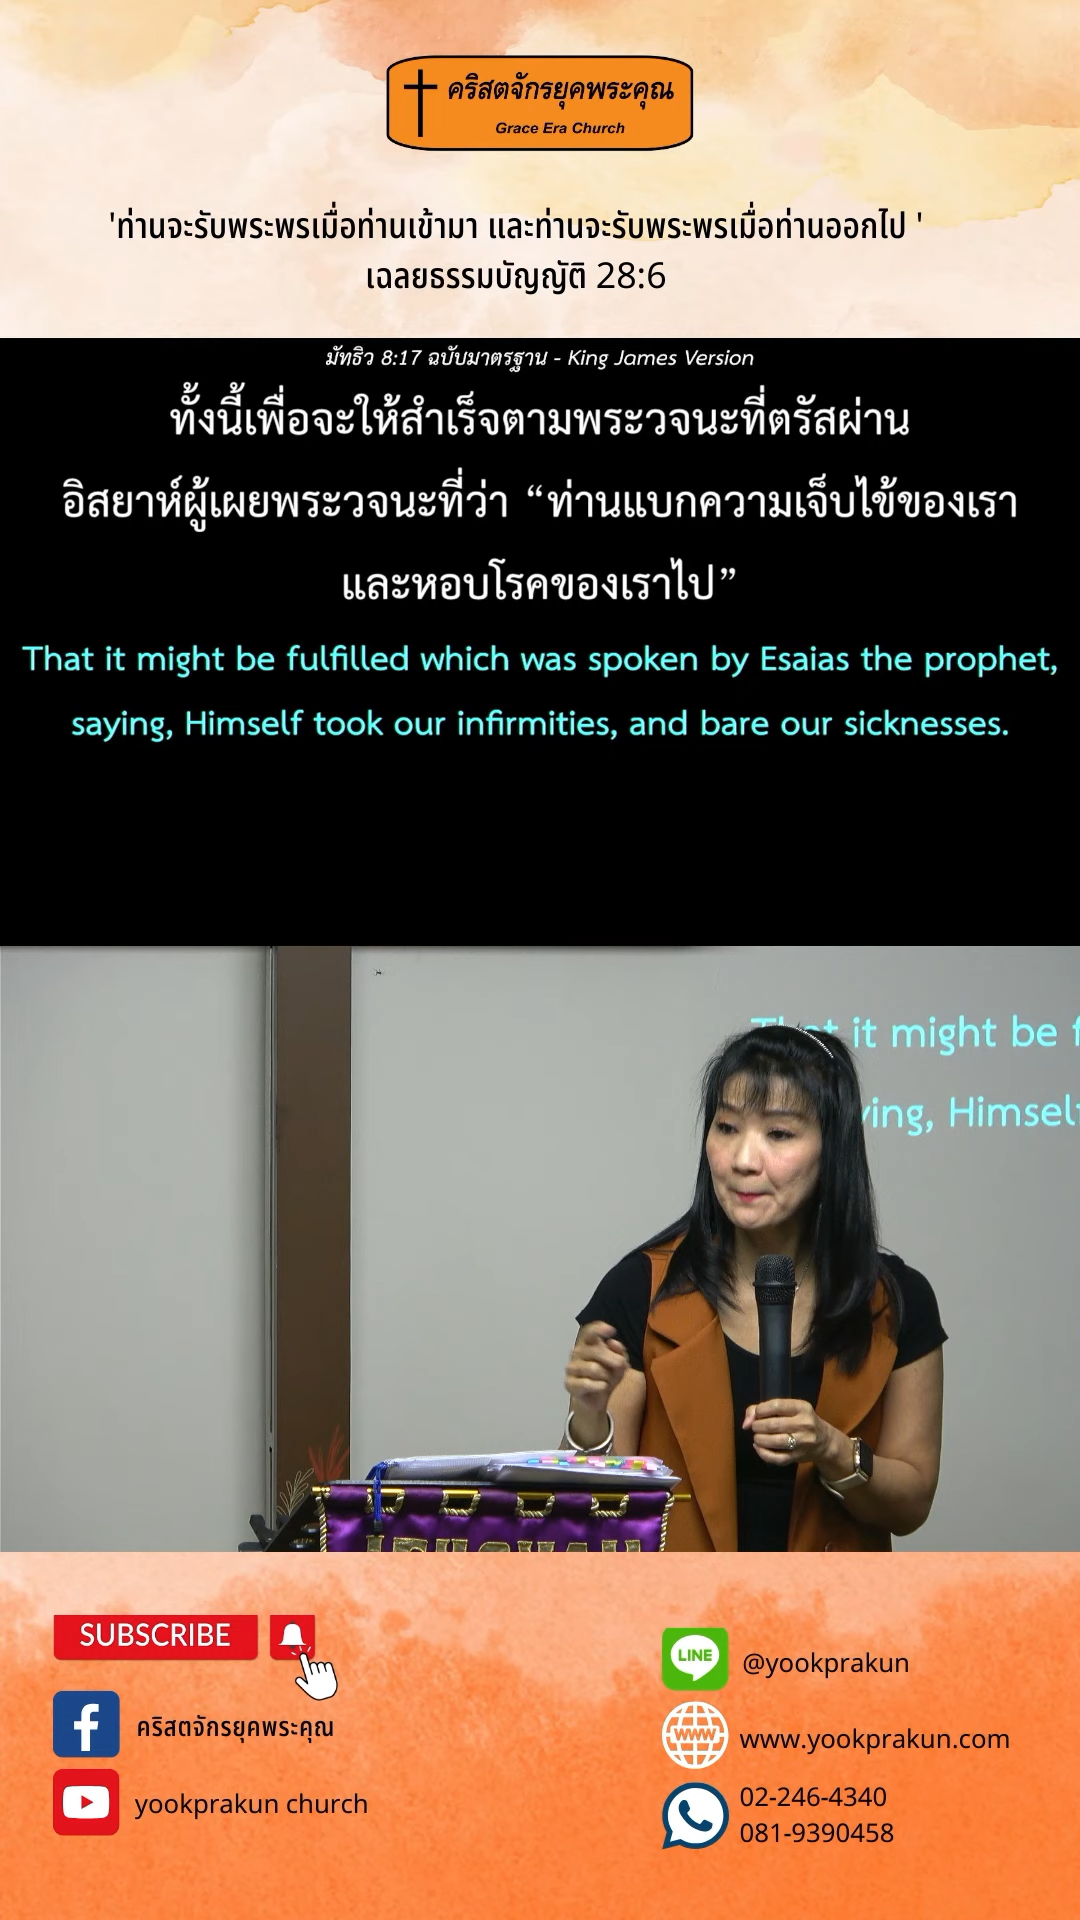 คริสตจักรยุคพระคุณ
Grace Era Church
'ท่านจะรับพระพรเมื่อท่านเข้ามา และท่านจะรับพระพรเมื่อท่านออกไป '
เฉลยธรรมบัญญัติ 28:6
มัทธิว 8:17 ฉบับมาตรฐาน - King James Version
ทั้งนี้เพื่อจะให้สำเร็จตามพระวจนะที่ตรัสผ่าน
อิสยาห์ผู้เผยพระวจนะที่ว่า “ท่านแบกความเจ็บไข้ของเรา
และหอบโรคของเราไป”
That it might be fulfilled which was spoken by Esaias the prophet,
saying, Himself took our infirmities, and bare our sicknesses.
That it might be f
ying, Himself
SUBSCRIBE
คริสตจักรยุคพระคุณ
yookprakun church
LINE
@yookprakun
WWW
www.yookprakun.com
02-246-4340
081-9390458